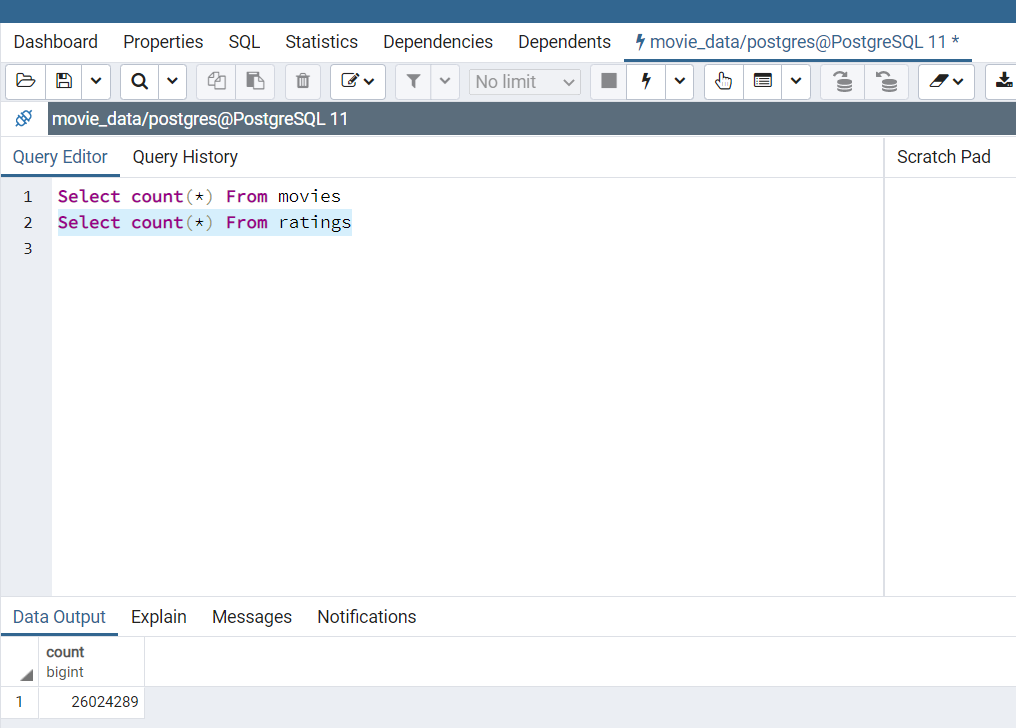 Dashboard Properties SQL Statistics Dependencies Dependents movie_data/postgres@PostgreSQL 11 *
No limit
movie_data/postgres@PostgreSQL 11
Query Editor Query History Scratch Pad
1 Select count(*) From movies
2 Select count(*) From ratings
3
Data Output Explain Messages Notifications
count
bigint
1 26024289